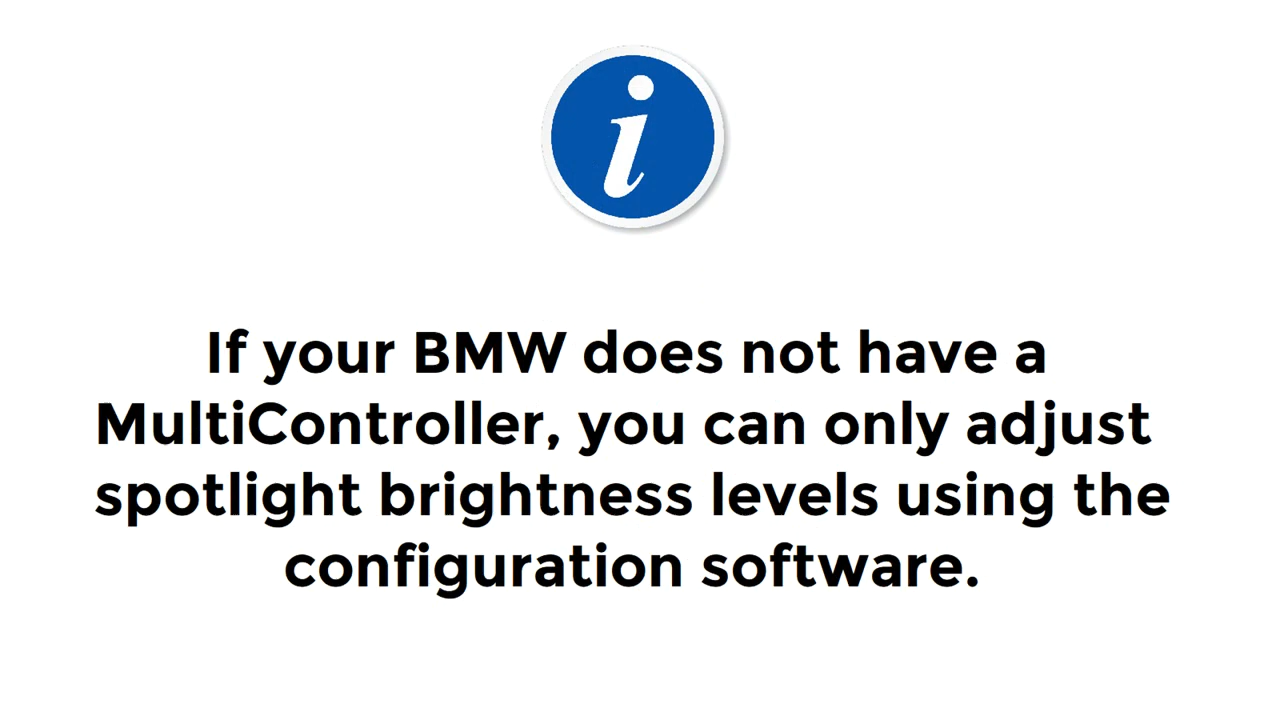 If your BMW does not have a
MultiController, you can only adjust
spotlight brightness levels using the
configuration software.